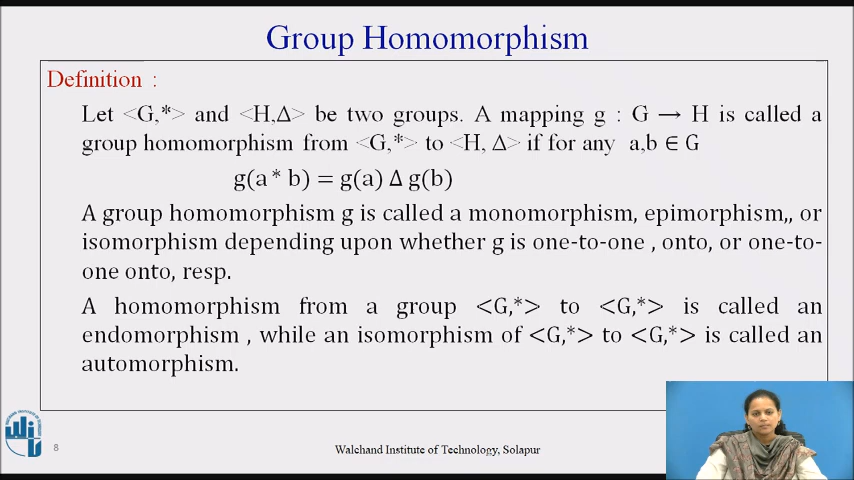 Group Homomorphism
Definition :
Let <G,*> and <H,Δ> be two groups. A mapping g : G → H is called a
group homomorphism from <G,*> to <H, Δ> if for any a,b ∈ G
g(a * b) = g(a) Δ g(b)
A group homomorphism g is called a monomorphism, epimorphism,, or
isomorphism depending upon whether g is one-to-one , onto, or one-to-
one onto, resp.
A homomorphism from a group <G,*> to <G,*> is called an
endomorphism , while an isomorphism of <G,*> to <G,*> is called an
automorphism.
8
Walchand Institute of Technology, Solapur